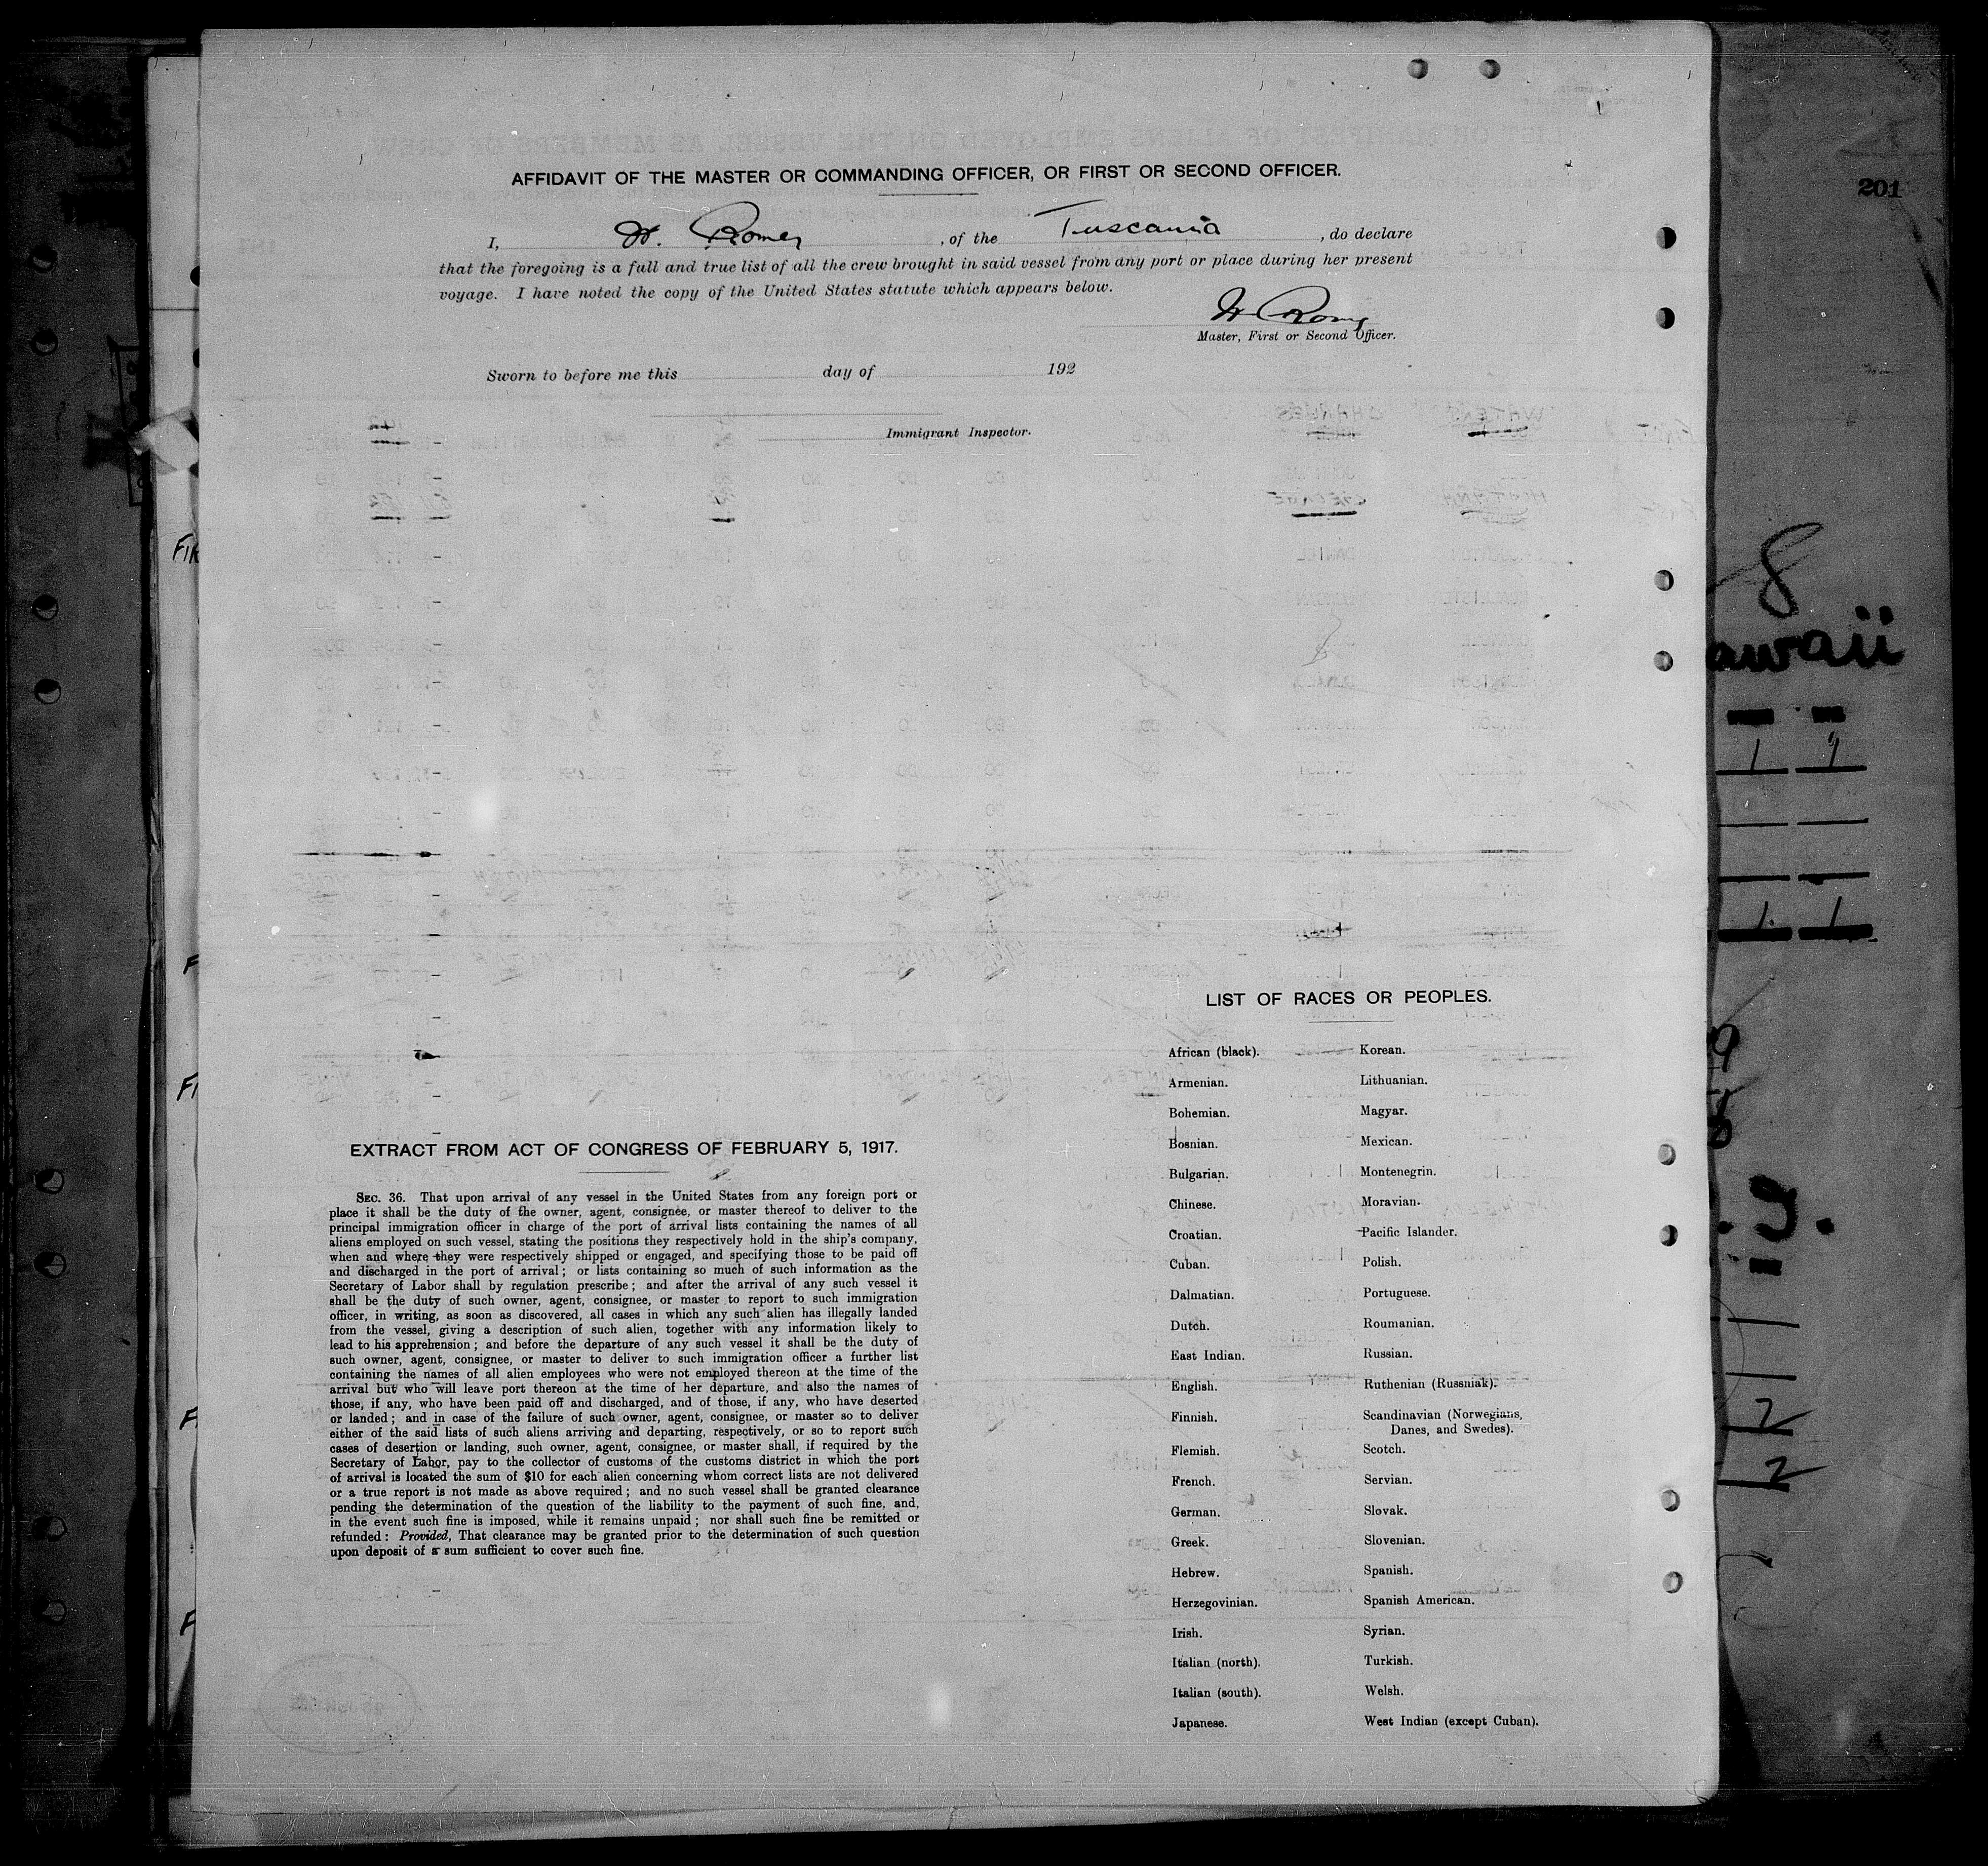 201
AFFIDAVIT OF THE MASTER OR COMMANDING OFFICER, OR FIRST OR SECOND OFFICER.
I, W. Romer, of the Tuscania, do declare
that the foregoing is a full and true list of all the crew brought in said vessel from any port or place during her present
voyage. I have noted the copy of the United States statute which appears below.
Master, First or Second Officer.
Sworn to before me this day of 192
Immigrant Inspector.
8
awaii
LIST OF RACES OR PEOPLES.
African (black). Korean.
Armenian. Lithuanian.
Bohemian. Magyar.
Bosnian. Mexican.
Bulgarian. Montenegrin.
Chinese. Moravian.
Croatian. Pacific Islander.
Cuban. Polish.
Dalmatian. Portuguese.
Dutch. Roumanian.
East Indian. Russian.
English. Ruthenian (Russniak).
Finnish. Scandinavian (Norwegians,
Danes, and Swedes).
Flemish. Scotch.
French. Servian.
German. Slovak.
Greek. Slovenian.
Hebrew. Spanish.
Herzegovinian. Spanish American.
Irish. Syrian.
Italian (north). Turkish.
Italian (south). Welsh.
Japanese. West Indian (except Cuban).
EXTRACT FROM ACT OF CONGRESS OF FEBRUARY 5, 1917.
SEC. 36. That upon arrival of any vessel in the United States from any foreign port or
place it shall be the duty of the owner, agent, consignee, or master thereof to deliver to the
principal immigration officer in charge of the port of arrival lists containing the names of all
aliens employed on such vessel, stating the positions they respectively hold in the ship's company,
when and where they were respectively shipped or engaged, and specifying those to be paid off
and discharged in the port of arrival; or lists containing so much of such information as the
Secretary of Labor shall by regulation prescribe; and after the arrival of any such vessel it
shall be the duty of such owner, agent, consignee, or master to report to such immigration
officer, in writing, as soon as discovered, all cases in which any such alien has illegally landed
from the vessel, giving a description of such alien, together with any information likely to
lead to his apprehension; and before the departure of any such vessel it shall be the duty of
such owner, agent, consignee, or master to deliver to such immigration officer a further list
containing the names of all alien employees who were not employed thereon at the time of the
arrival but who will leave port thereon at the time of her departure, and also the names of
those, if any, who have been paid off and discharged, and of those, if any, who have deserted
or landed; and in case of the failure of such owner, agent, consignee, or master so to deliver
either of the said lists of such aliens arriving and departing, respectively, or so to report such
cases of desertion or landing, such owner, agent, consignee, or master shall, if required by the
Secretary of Labor, pay to the collector of customs of the customs district in which the port
of arrival is located the sum of $10 for each alien concerning whom correct lists are not delivered
or a true report is not made as above required; and no such vessel shall be granted clearance
pending the determination of the question of the liability to the payment of such fine, and,
in the event such fine is imposed, while it remains unpaid; nor shall such fine be remitted or
refunded: Provided, That clearance may be granted prior to the determination of such question
upon deposit of a sum sufficient to cover such fine.